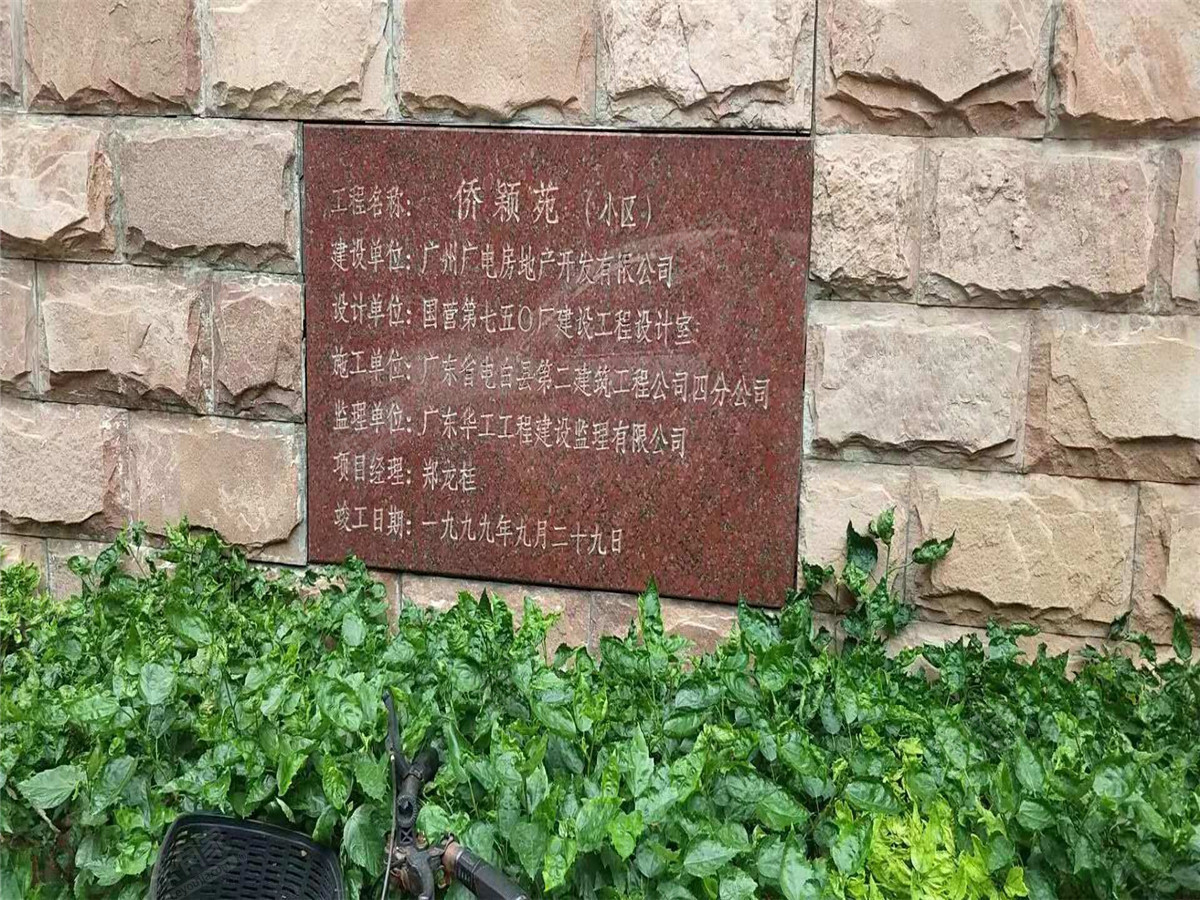 工程名称： 侨颖苑（小区）
建设单位：广州广电房地产开发有限公司
设计单位：国营第七五〇厂建设工程设计室
施工单位：广东省电白县第二建筑工程公司四分公司
监理单位：广东华工工程建设监理有限公司
项目经理：郑龙桂
竣工日期：一九九九年九月二十九日